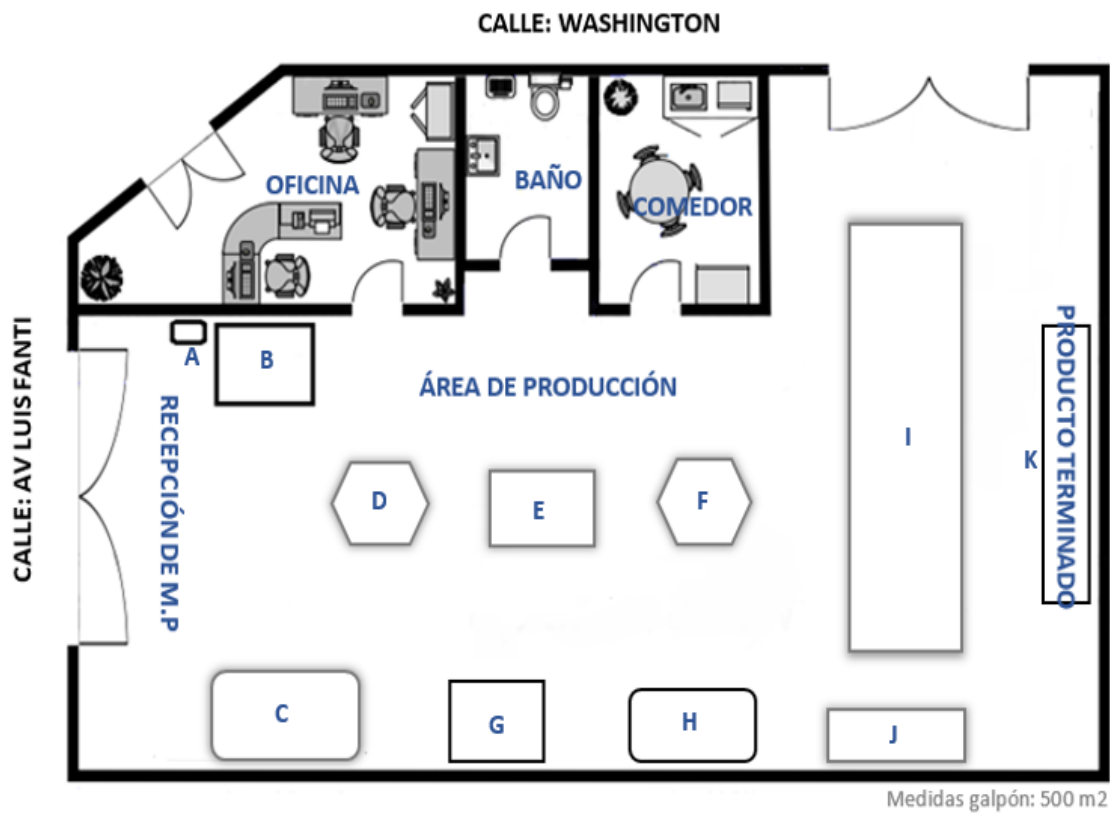 CALLE: WASHINGTON
OFICINA
BAÑO
COMEDOR
CALLE: AV LUIS FANTI
A
B
ÁREA DE PRODUCCIÓN
RECEPCIÓN DE M.P
D
E
F
I
K
PRODUCTO TERMINADO
C
G
H
J
Medidas galpón: 500 m2